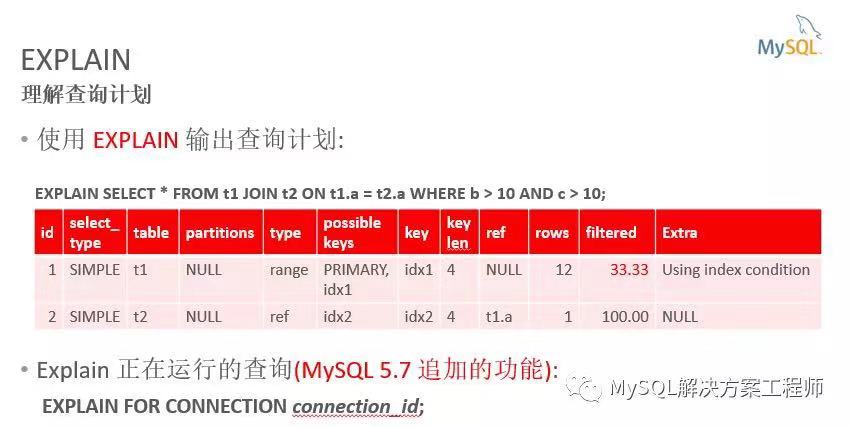 MySQL
EXPLAIN
理解查询计划
• 使用 EXPLAIN 输出查询计划:
EXPLAIN SELECT * FROM t1 JOIN t2 ON t1.a = t2.a WHERE b > 10 AND c > 10;
id select_type table partitions type possible keys key key len ref rows filtered Extra
1 SIMPLE t1 NULL range PRIMARY, idx1 idx1 4 NULL 12 33.33 Using index condition
2 SIMPLE t2 NULL ref idx2 idx2 4 t1.a 1 100.00 NULL
• Explain 正在运行的查询(MySQL 5.7 追加的功能):
EXPLAIN FOR CONNECTION connection_id;
MySQL解决方案工程师